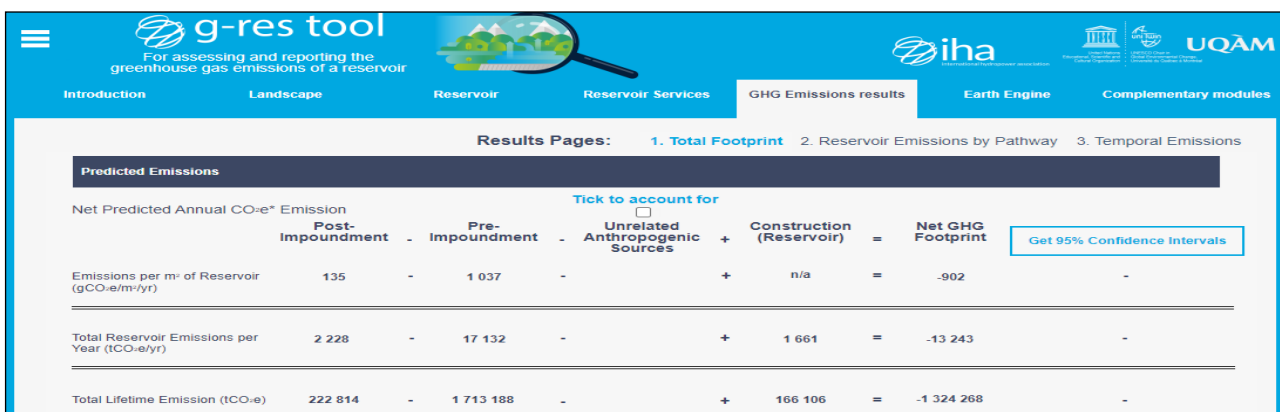 g-res tool
For assessing and reporting the
greenhouse gas emissions of a reservoir
iha
international hydropower association
UQÀM
Introduction Landscape Reservoir Reservoir Services GHG Emissions results Earth Engine Complementary modules
Results Pages: 1. Total Footprint 2. Reservoir Emissions by Pathway 3. Temporal Emissions
Predicted Emissions
Net Predicted Annual CO₂e* Emission
Tick to account for
Post-Impoundment - Pre-Impoundment - Unrelated Anthropogenic Sources + Construction (Reservoir) = Net GHG Footprint Get 95% Confidence Intervals
Emissions per m² of Reservoir (gCO₂e/m²/yr) 135 - 1 037 - + n/a = -902 -
Total Reservoir Emissions per Year (tCO₂e/yr) 2 228 - 17 132 - + 1 661 = -13 243 -
Total Lifetime Emission (tCO₂e) 222 814 - 1 713 188 - + 166 106 = -1 324 268 -